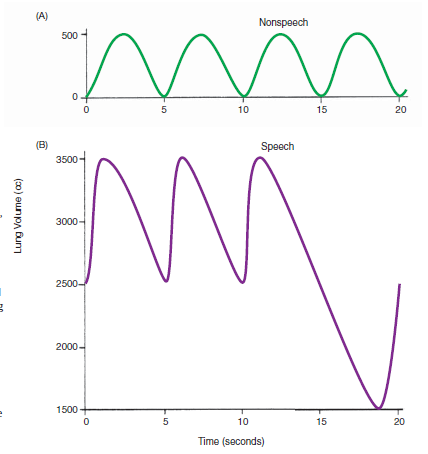 (A)
Nonspeech
500
0
0 5 10 15 20
(B)
Speech
Lung Volume (cc)
3500
3000
2500
2000
1500
0 5 10 15 20
Time (seconds)
g
e